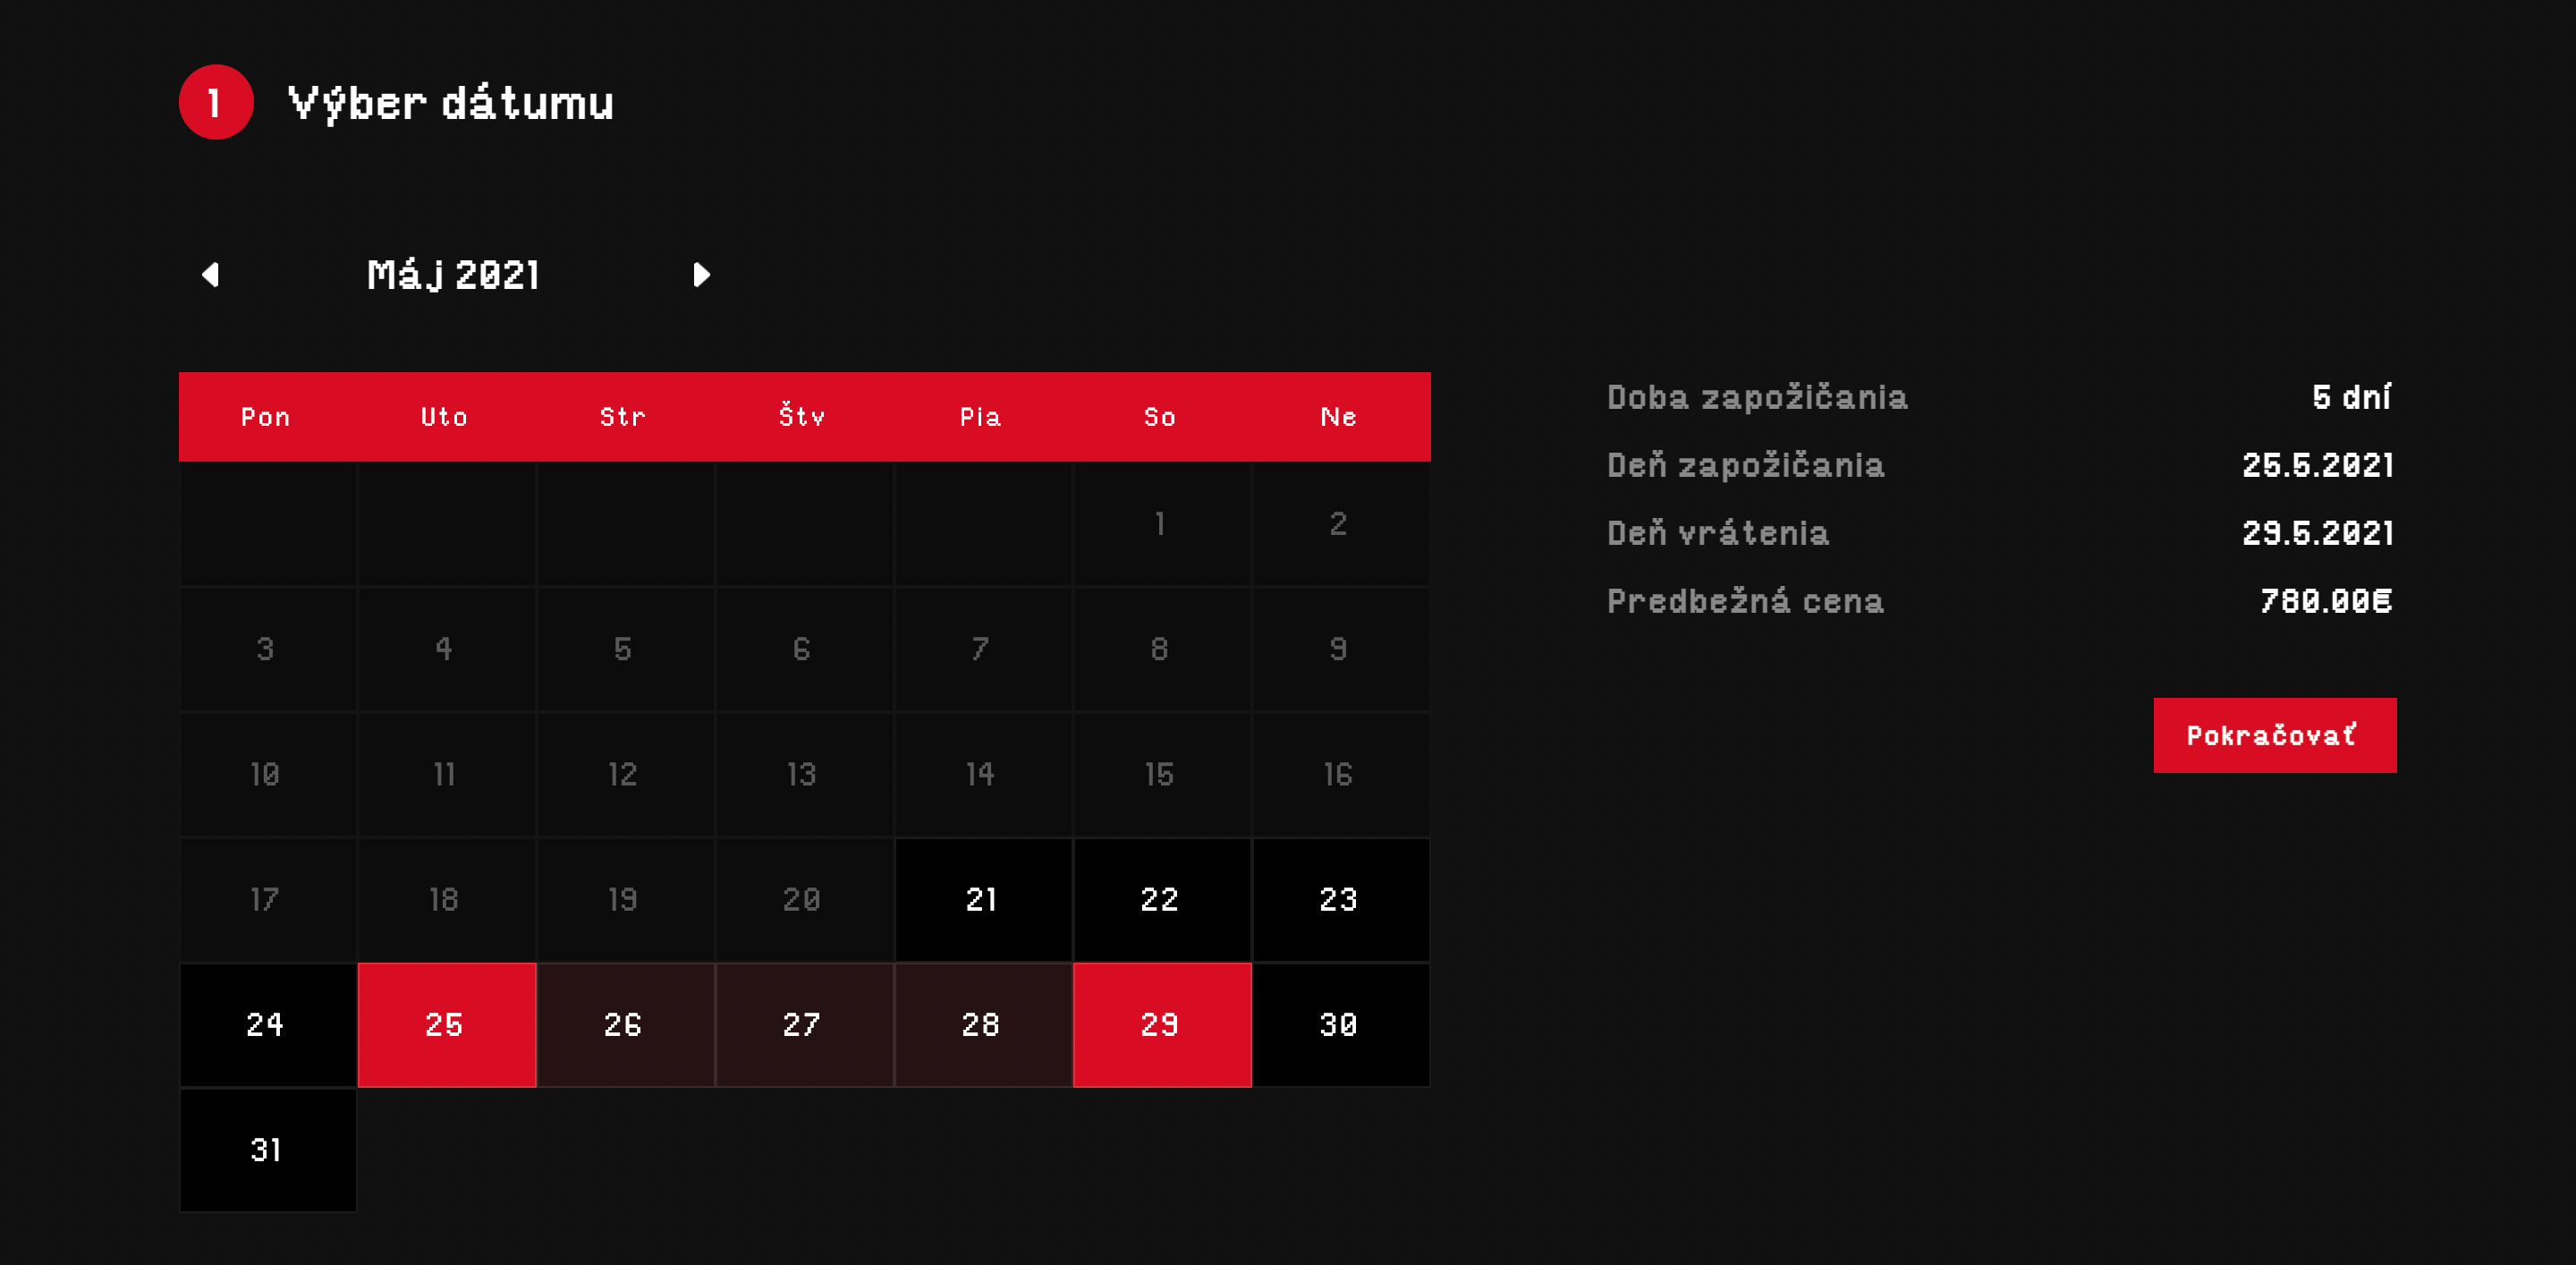 1 Výber dátumu
Máj 2021
Pon Uto Str Štv Pia So Ne
1 2
3 4 5 6 7 8 9
10 11 12 13 14 15 16
17 18 19 20 21 22 23
24 25 26 27 28 29 30
31
Doba zapožičania 5 dní
Deň zapožičania 25.5.2021
Deň vrátenia 29.5.2021
Predbežná cena 780.00€
Pokračovať